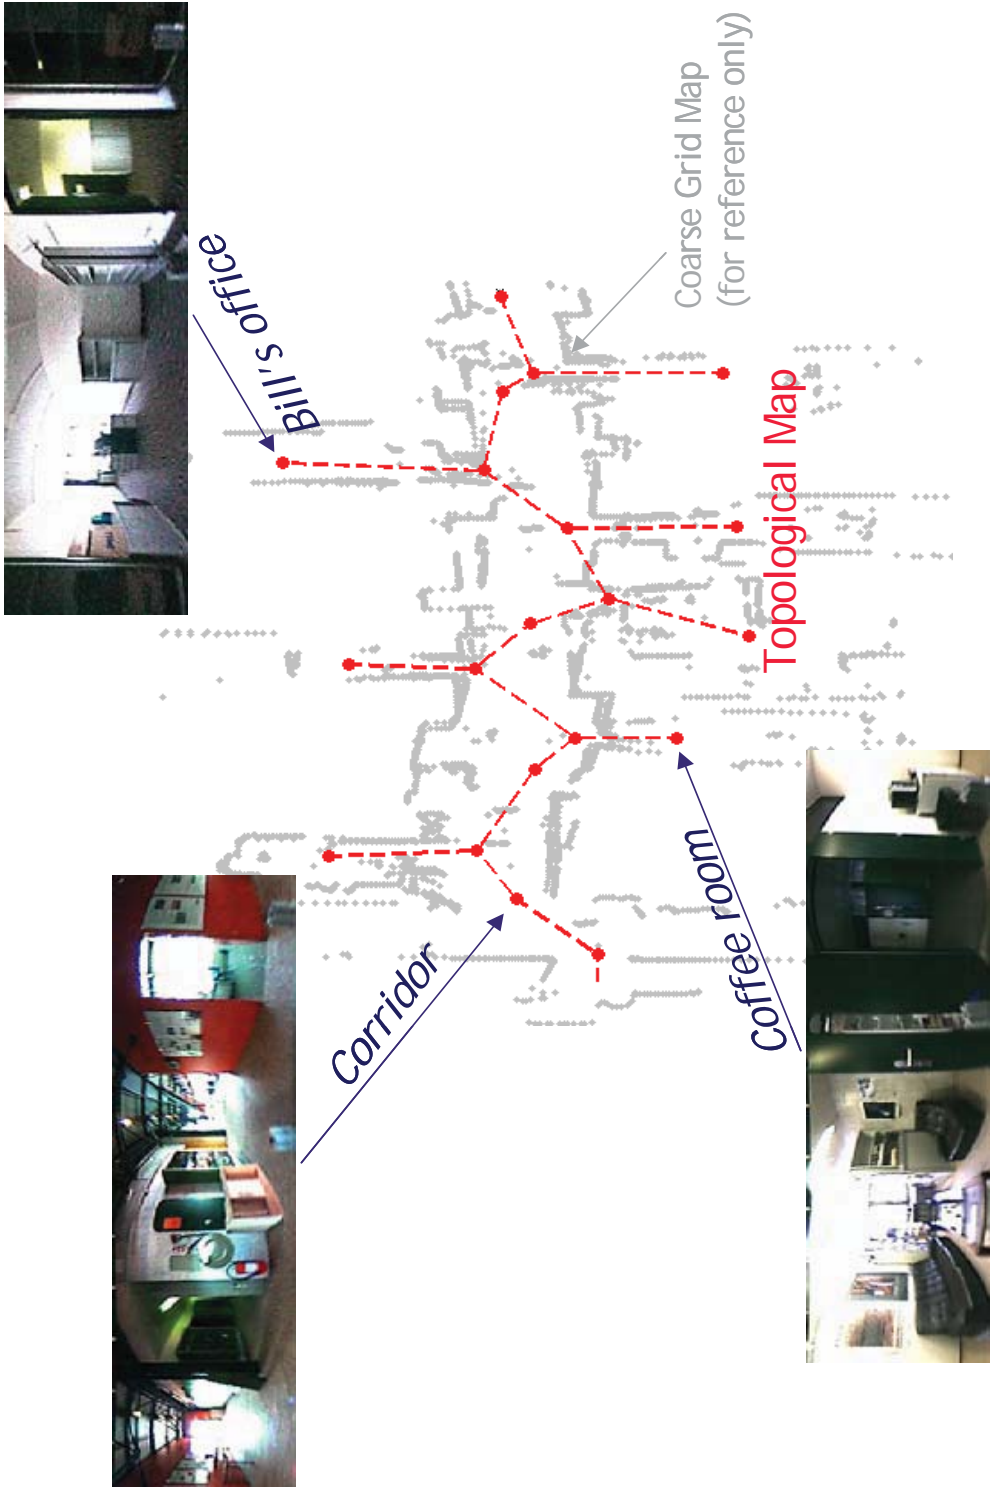 Bill's office
Coarse Grid Map
(for reference only)
Topological Map
Corridor
Coffee room